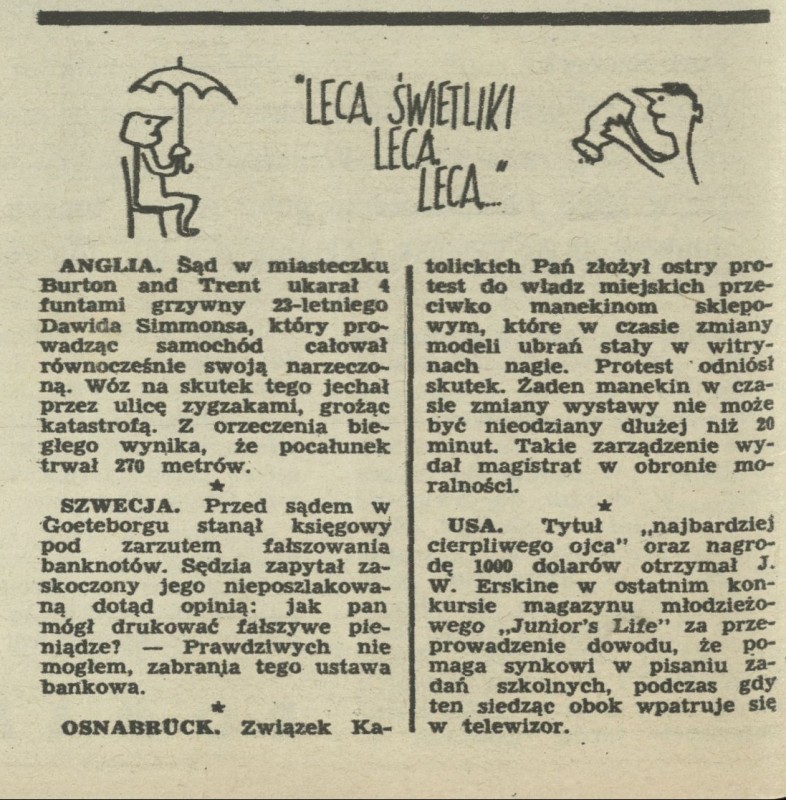 "LECĄ ŚWIETLIKI
LECĄ,
LECĄ..."
ANGLIA. Sąd w miasteczku
Burton and Trent ukarał 4
funtami grzywny 23-letniego
Dawida Simmonsa, który pro-
wadząc samochód całował
równocześnie swoją narzeczo-
ną. Wóz na skutek tego jechał
przez ulicę zygzakami, grożąc
katastrofą. Z orzeczenia bie-
głego wynika, że pocałunek
trwał 270 metrów.
★
SZWECJA. Przed sądem w
Goeteborgu stanął księgowy
pod zarzutem fałszowania
banknotów. Sędzia zapytał za-
skoczony jego nieposzlakowa-
ną dotąd opinią: jak pan
mógł drukować fałszywe pie-
niądze? — Prawdziwych nie
mogłem, zabrania tego ustawa
bankowa.
★
OSNABRÜCK. Związek Ka-
tolickich Pań złożył ostry pro-
test do władz miejskich prze-
ciwko manekinom sklepo-
wym, które w czasie zmiany
modeli ubrań stały w witry-
nach nagie. Protest odniósł
skutek. Żaden manekin w cza-
sie zmiany wystawy nie może
być nieodziany dłużej niż 20
minut. Takie zarządzenie wy-
dał magistrat w obronie mo-
ralności.
★
USA. Tytuł „najbardziej
cierpliwego ojca" oraz nagro-
dę 1000 dolarów otrzymał J.
W. Erskine w ostatnim kon-
kursie magazynu młodzieżo-
wego „Junior's Life" za prze-
prowadzenie dowodu, że po-
maga synkowi w pisaniu za-
dań szkolnych, podczas gdy
ten siedząc obok wpatruje się
w telewizor.